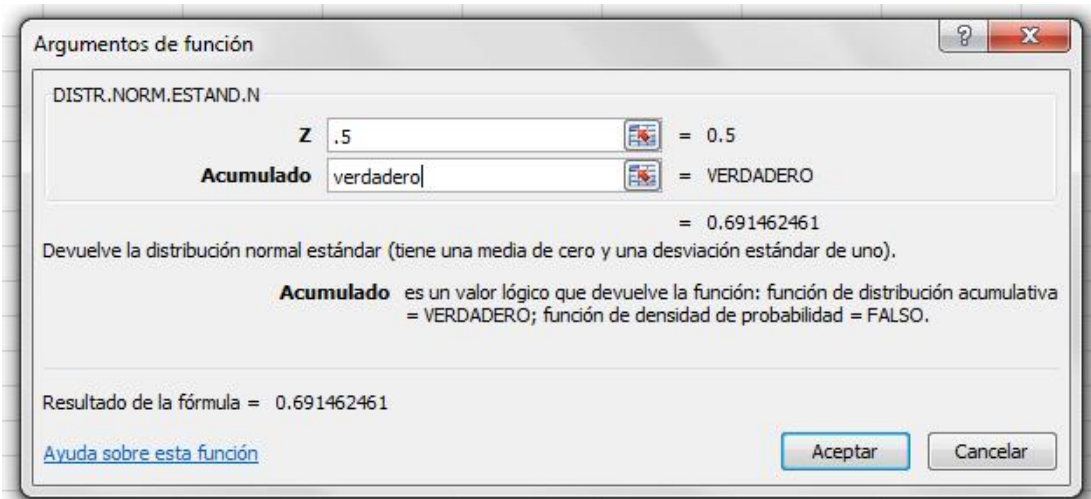 Argumentos de función
DISTR.NORM.ESTAND.N
Z .5 = 0.5
Acumulado verdadero = VERDADERO
= 0.691462461
Devuelve la distribución normal estándar (tiene una media de cero y una desviación estándar de uno).
Acumulado es un valor lógico que devuelve la función: función de distribución acumulativa
= VERDADERO; función de densidad de probabilidad = FALSO.
Resultado de la fórmula = 0.691462461
Ayuda sobre esta función Aceptar Cancelar